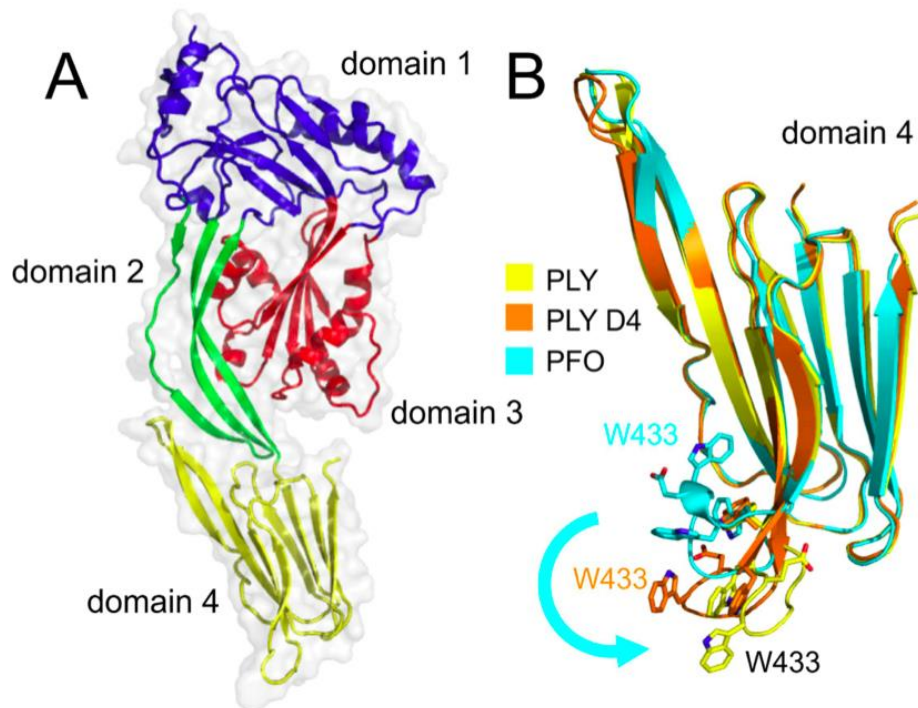 A
domain 1
domain 2
domain 3
domain 4
B
domain 4
PLY
PLY D4
PFO
W433
W433
W433